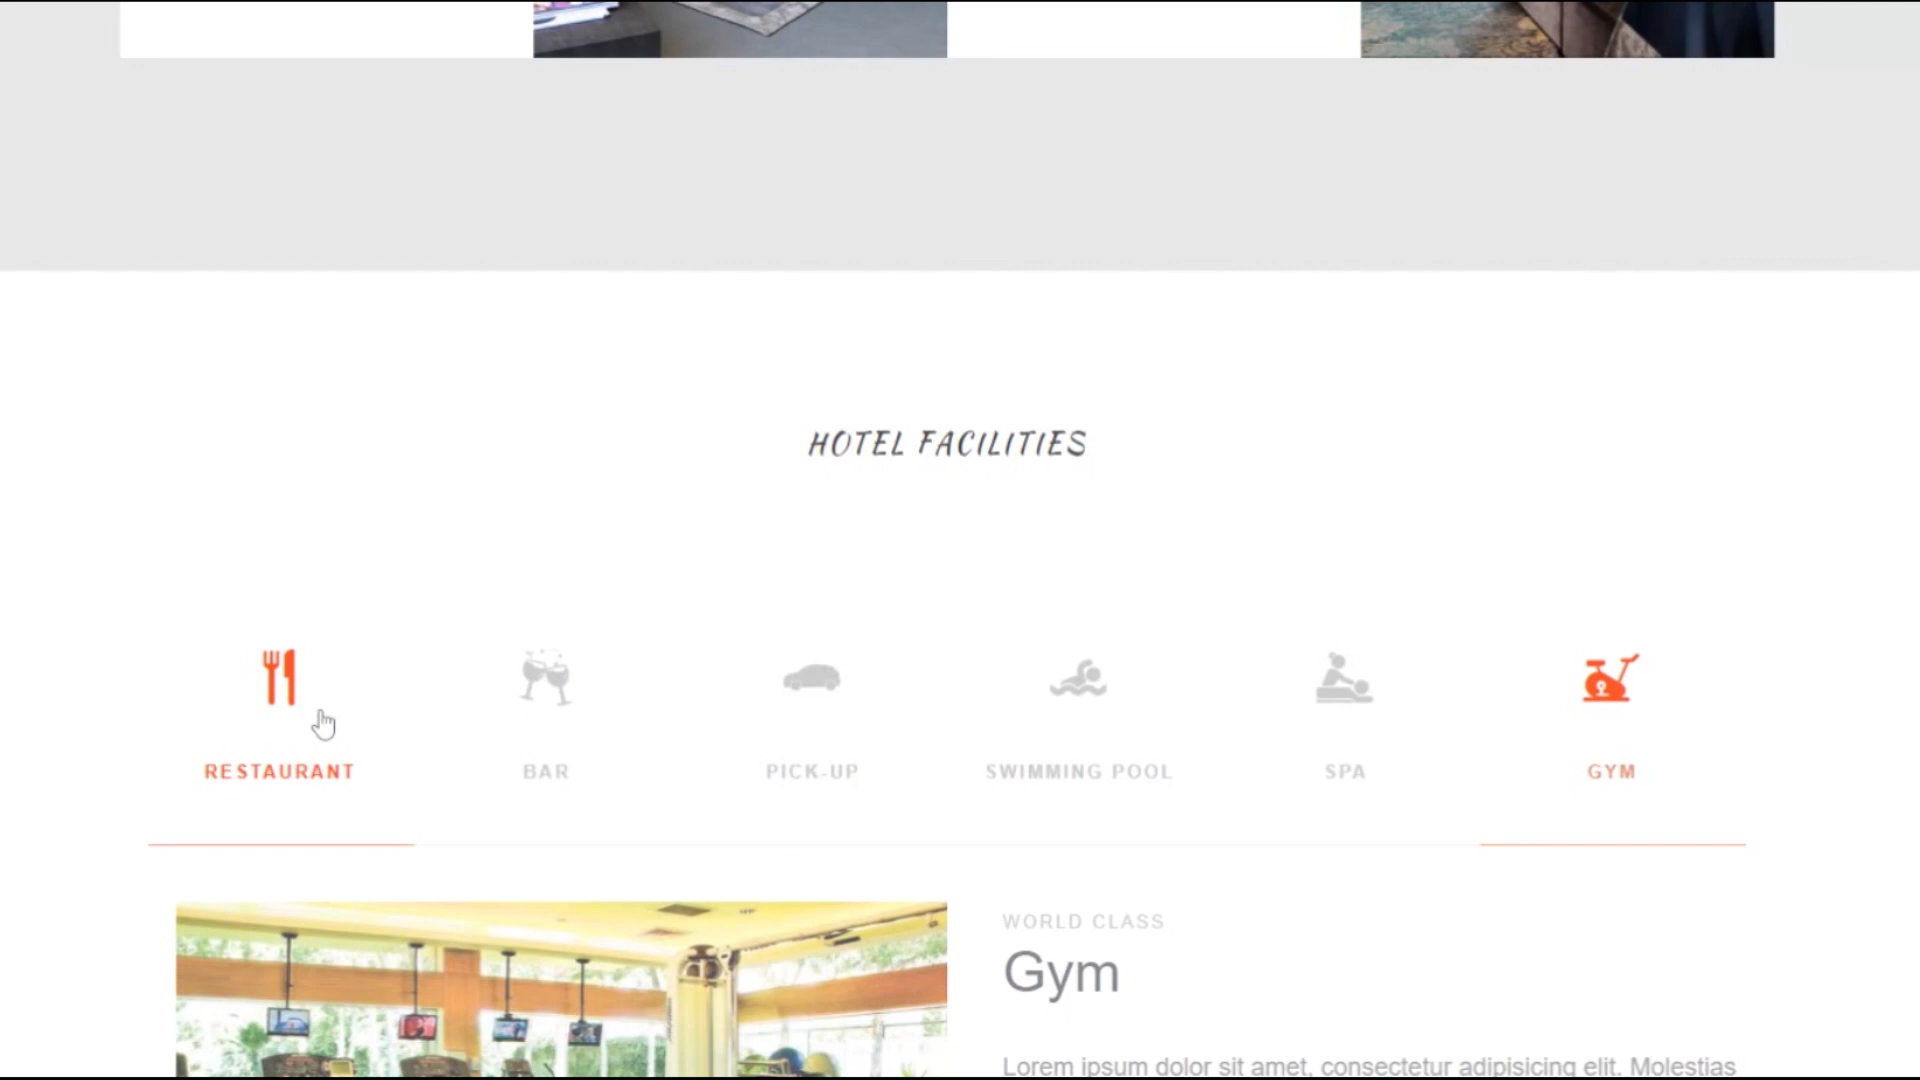 HOTEL FACILITIES
RESTAURANT
BAR
PICK-UP
SWIMMING POOL
SPA
GYM
WORLD CLASS
Gym
Lorem ipsum dolor sit amet, consectetur adipisicing elit. Molestias